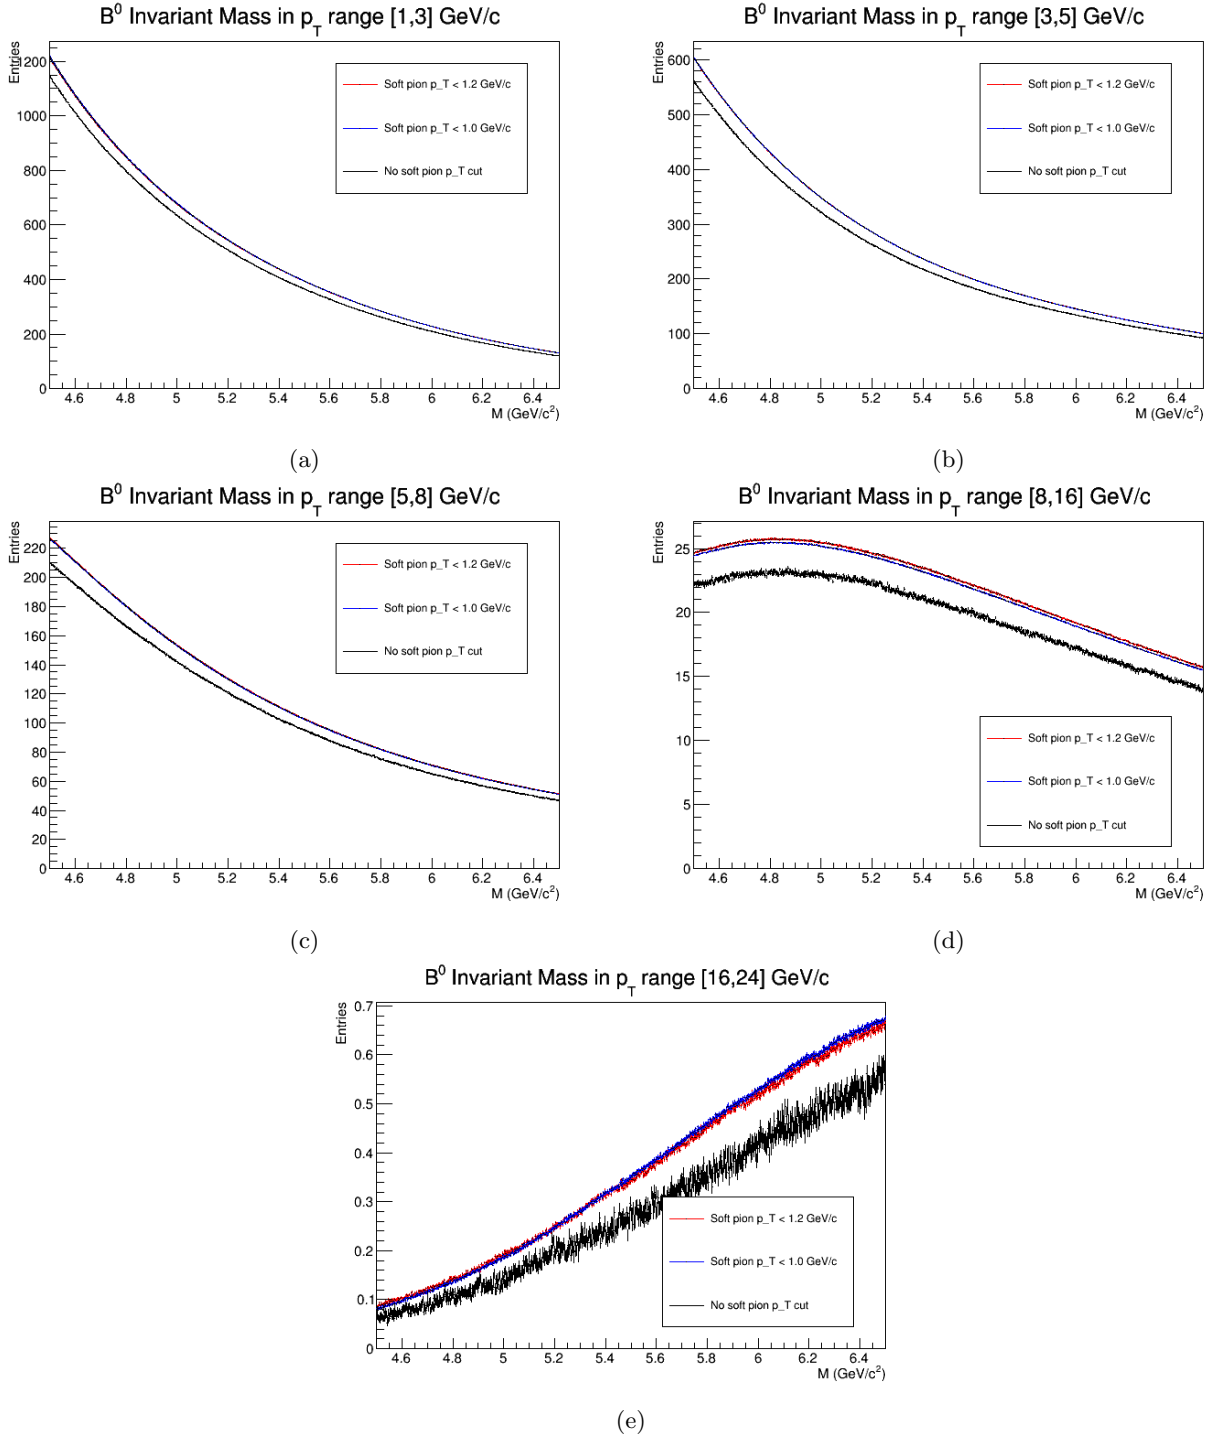 B⁰ Invariant Mass in p_T range [1,3] GeV/c
Entries
1200
1000
800
600
400
200
0
Soft pion p_T < 1.2 GeV/c
Soft pion p_T < 1.0 GeV/c
No soft pion p_T cut
4.6 4.8 5 5.2 5.4 5.6 5.8 6 6.2 6.4
M (GeV/c²)
(a)
B⁰ Invariant Mass in p_T range [3,5] GeV/c
Entries
600
500
400
300
200
100
0
Soft pion p_T < 1.2 GeV/c
Soft pion p_T < 1.0 GeV/c
No soft pion p_T cut
4.6 4.8 5 5.2 5.4 5.6 5.8 6 6.2 6.4
M (GeV/c²)
(b)
B⁰ Invariant Mass in p_T range [5,8] GeV/c
Entries
220
200
180
160
140
120
100
80
60
40
20
0
Soft pion p_T < 1.2 GeV/c
Soft pion p_T < 1.0 GeV/c
No soft pion p_T cut
4.6 4.8 5 5.2 5.4 5.6 5.8 6 6.2 6.4
M (GeV/c²)
(c)
B⁰ Invariant Mass in p_T range [8,16] GeV/c
Entries
25
20
15
10
5
0
Soft pion p_T < 1.2 GeV/c
Soft pion p_T < 1.0 GeV/c
No soft pion p_T cut
4.6 4.8 5 5.2 5.4 5.6 5.8 6 6.2 6.4
M (GeV/c²)
(d)
B⁰ Invariant Mass in p_T range [16,24] GeV/c
Entries
0.7
0.6
0.5
0.4
0.3
0.2
0.1
0
Soft pion p_T < 1.2 GeV/c
Soft pion p_T < 1.0 GeV/c
No soft pion p_T cut
4.6 4.8 5 5.2 5.4 5.6 5.8 6 6.2 6.4
M (GeV/c²)
(e)